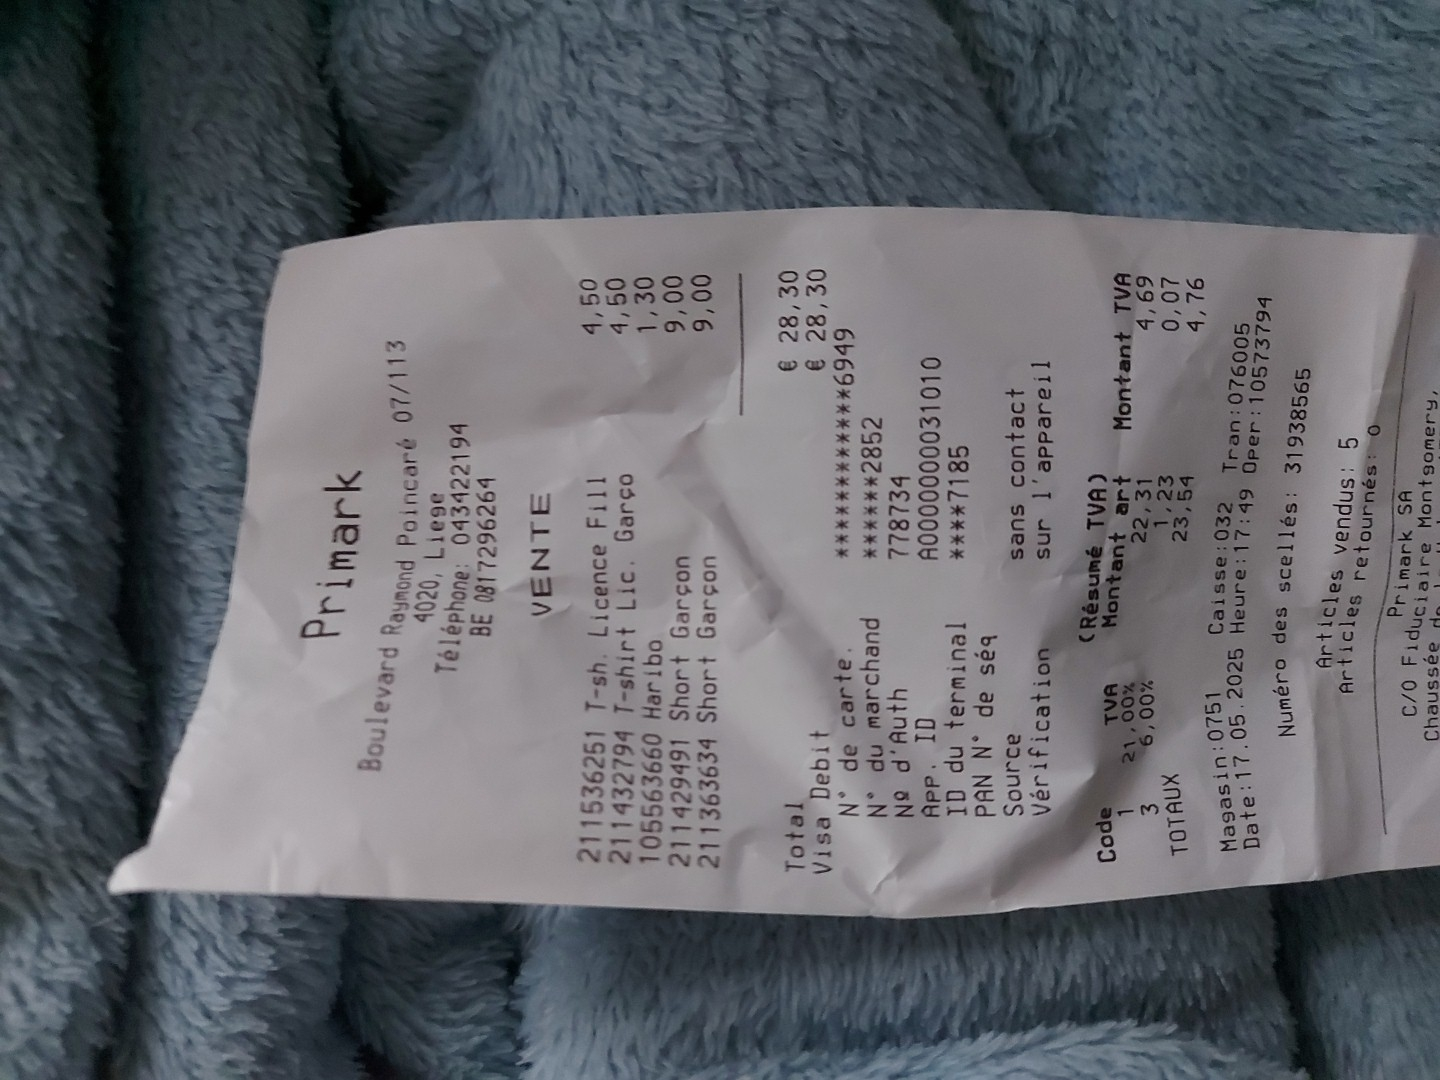 Primark
Boulevard Raymond Poincaré 07/113
4020, Liege
Téléphone: 043422194
BE 0817296264
VENTE
211536251 T-sh. Licence Fill 4,50
211432794 T-shirt Lic. Garço 4,50
105563660 Haribo 1,30
211429491 Short Garçon 9,00
211363634 Short Garçon 9,00
Total € 28,30
Visa Debit € 28,30
N° de carte. ************6949
N° du marchand ******2852
Nº d'Auth 778734
App. ID A0000000031010
ID du terminal ****7185
PAN N° de séq
Source sans contact
Vérification sur l'appareil
(Résumé TVA)
Code TVA Montant art Montant TVA
1 21,00% 22,31 4,69
3 6,00% 1,23 0,07
TOTAUX 23,54 4,76
Magasin:0751 Caisse:032 Tran:076005
Date:17.05.2025 Heure:17:49 Oper:10573794
Numéro des scellés: 31938565
Articles vendus: 5
Articles retournés: 0
Primark SA
C/O Fiduciaire Montgomery,
Chaussée de